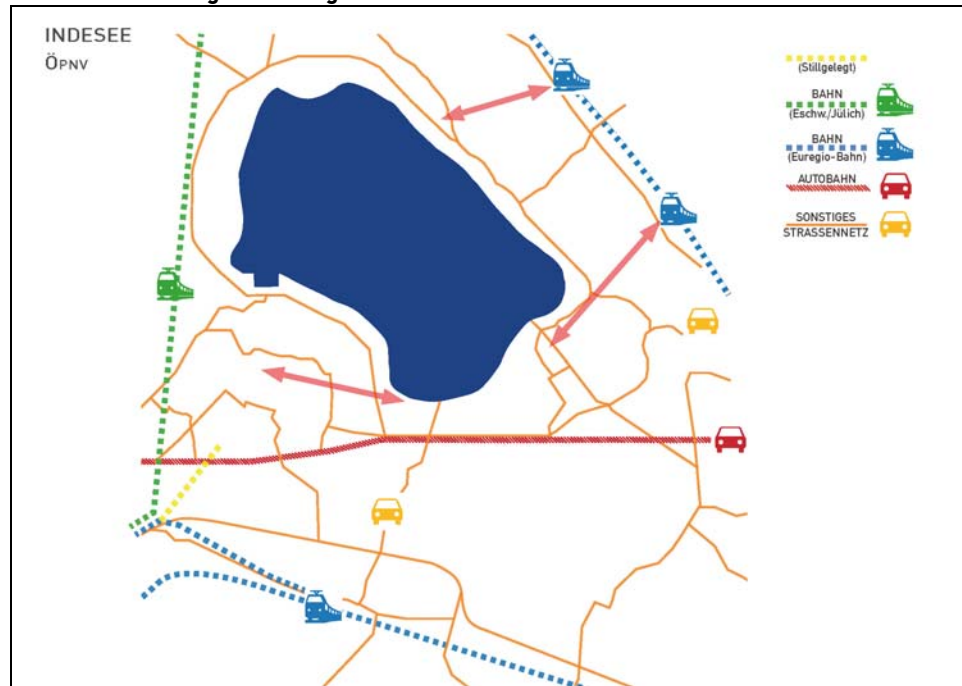 INDESEE
ÖPNV
(Stillgelegt)
BAHN
(Eschw./Jülich)
BAHN
(Euregio-Bahn)
AUTOBAHN
SONSTIGES
STRASSENNETZ